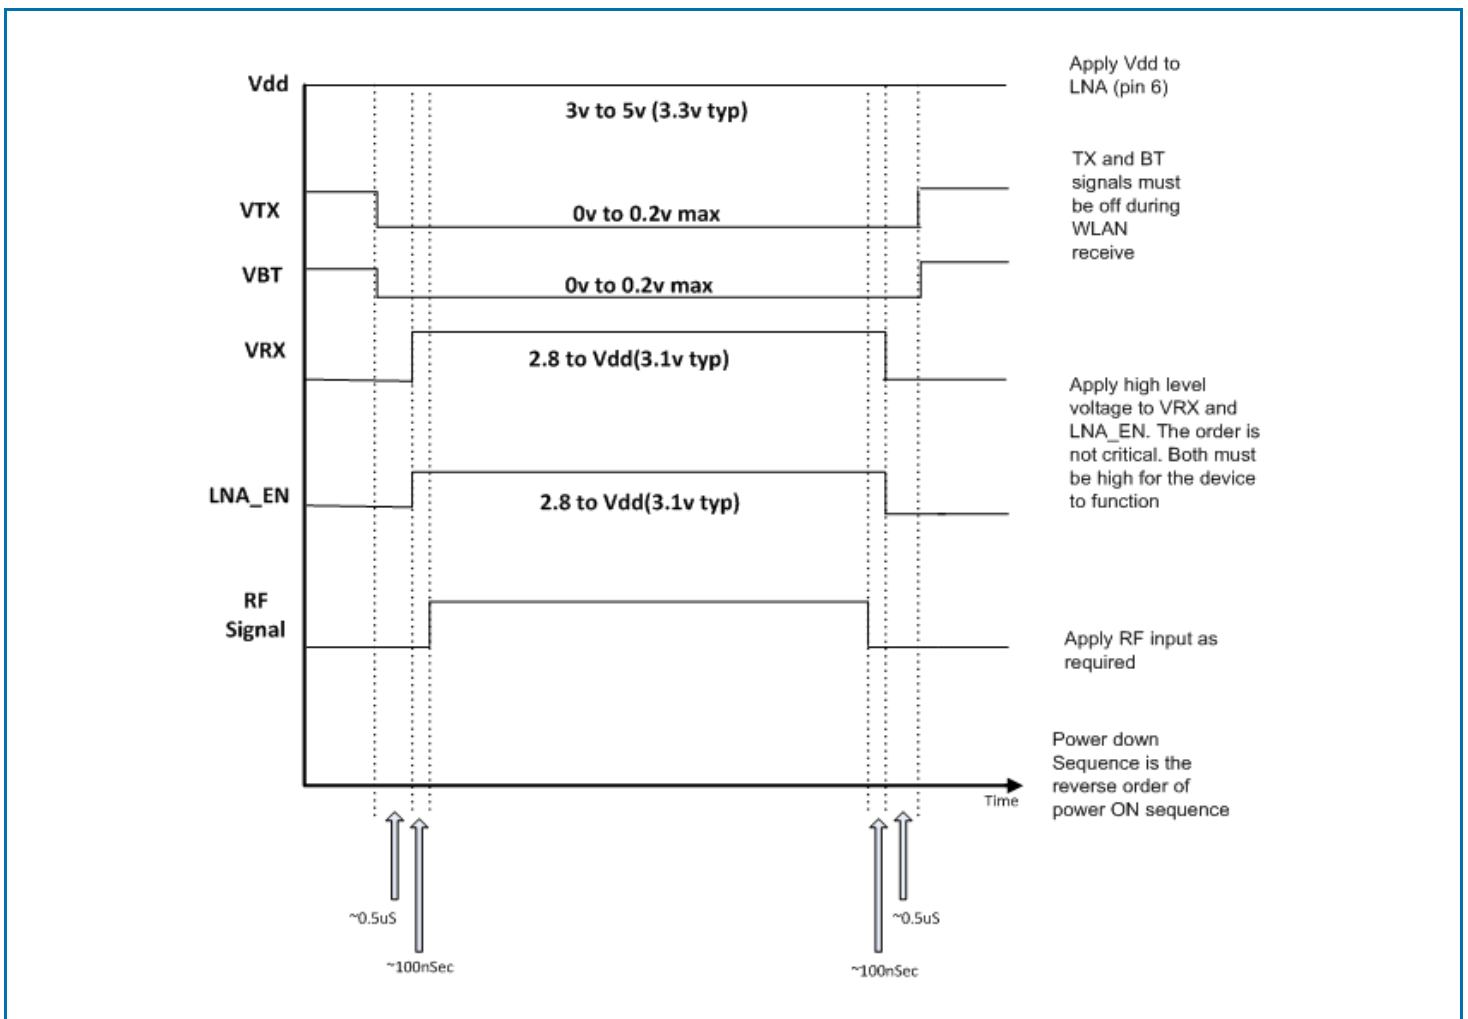 Vdd
3v to 5v (3.3v typ)
Apply Vdd to
LNA (pin 6)
VTX
0v to 0.2v max
TX and BT
signals must
be off during
WLAN
receive
VBT
0v to 0.2v max
VRX
2.8 to Vdd(3.1v typ)
Apply high level
voltage to VRX and
LNA_EN. The order is
not critical. Both must
be high for the device
to function
LNA_EN
2.8 to Vdd(3.1v typ)
RF
Signal
Apply RF input as
required
Power down
Sequence is the
reverse order of
power ON sequence
Time
~0.5uS
~0.5uS
~100nSec
~100nSec